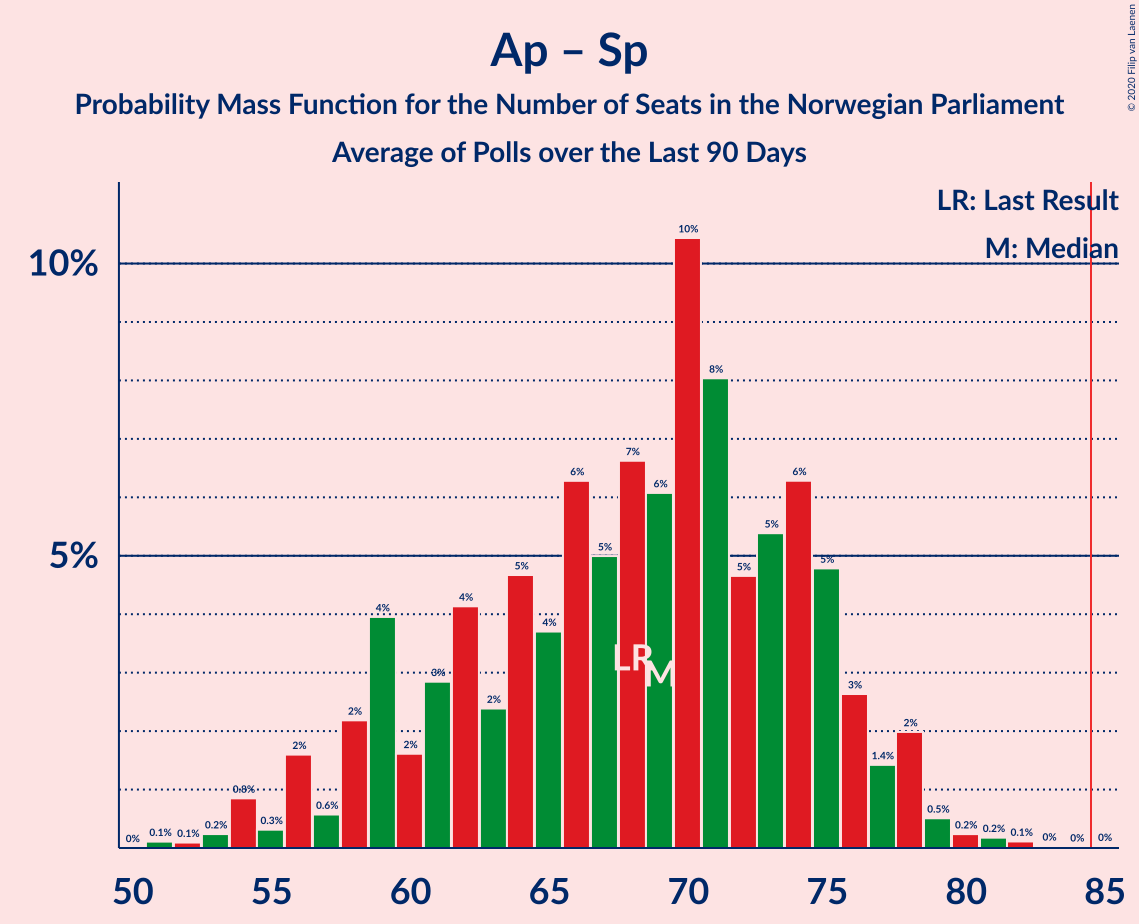 © 2020 Filip van Laenen
Ap – Sp
Probability Mass Function for the Number of Seats in the Norwegian Parliament
Average of Polls over the Last 90 Days
LR: Last Result
M: Median
10%
5%
0% 0.1% 0.1% 0.2% 0.8% 0.3% 2% 0.6% 2% 4% 2% 3% 4% 2% 5% 4% 6% 5% 7% 6% 10% 8% 5% 5% 6% 5% 3% 1.4% 2% 0.5% 0.2% 0.2% 0.1% 0% 0% 0%
LR
M
50 55 60 65 70 75 80 85